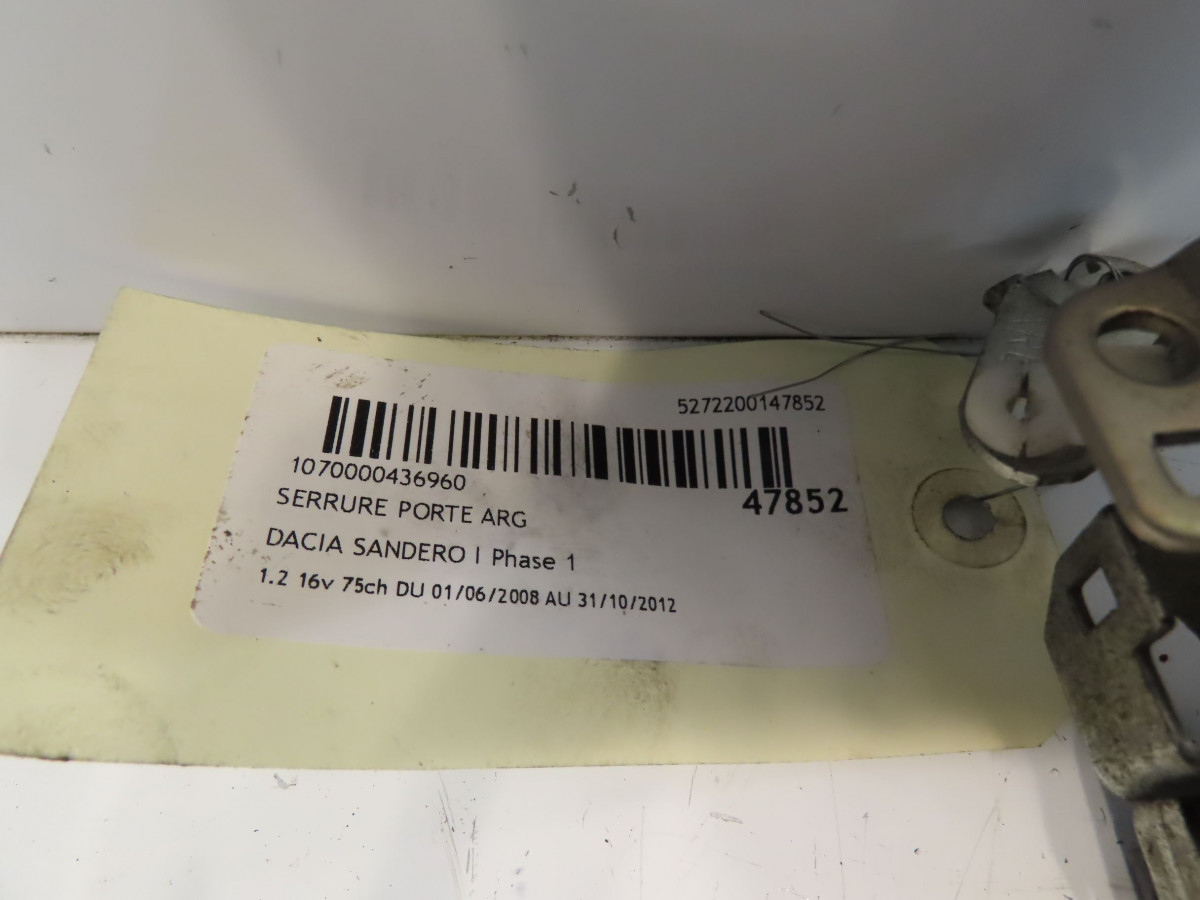 5272200147852
1070000436960
47852
SERRURE PORTE ARG
DACIA SANDERO I Phase 1
1.2 16v 75ch DU 01/06/2008 AU 31/10/2012